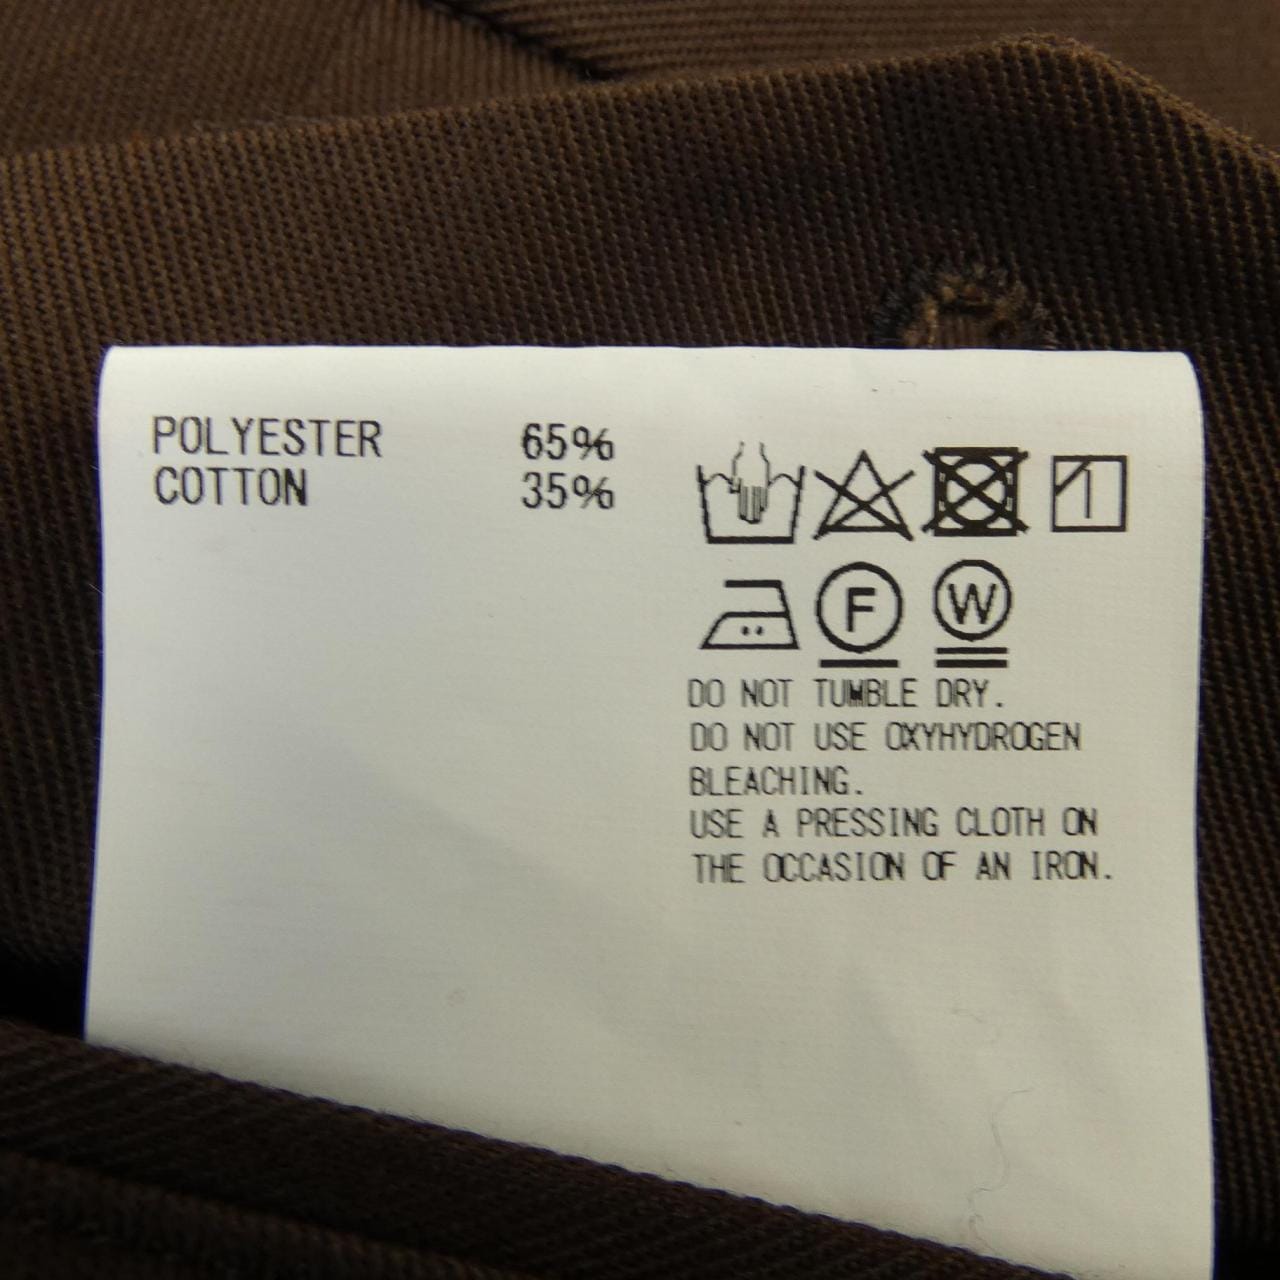 POLYESTER 65%
COTTON 35%
F W
DO NOT TUMBLE DRY.
DO NOT USE OXYHYDROGEN
BLEACHING.
USE A PRESSING CLOTH ON
THE OCCASION OF AN IRON.